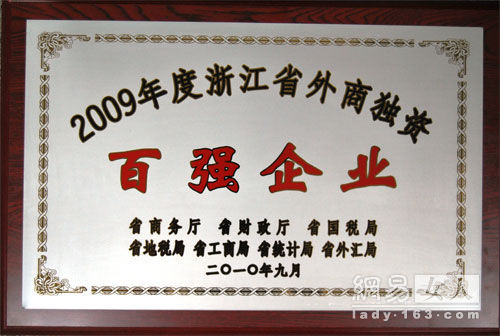 2009年度浙江省外商独资
百强企业
省商务厅 省财政厅 省国税局
省地税局 省工商局 省统计局 省外汇局
二〇一〇年九月
網易女人
lady.163.com